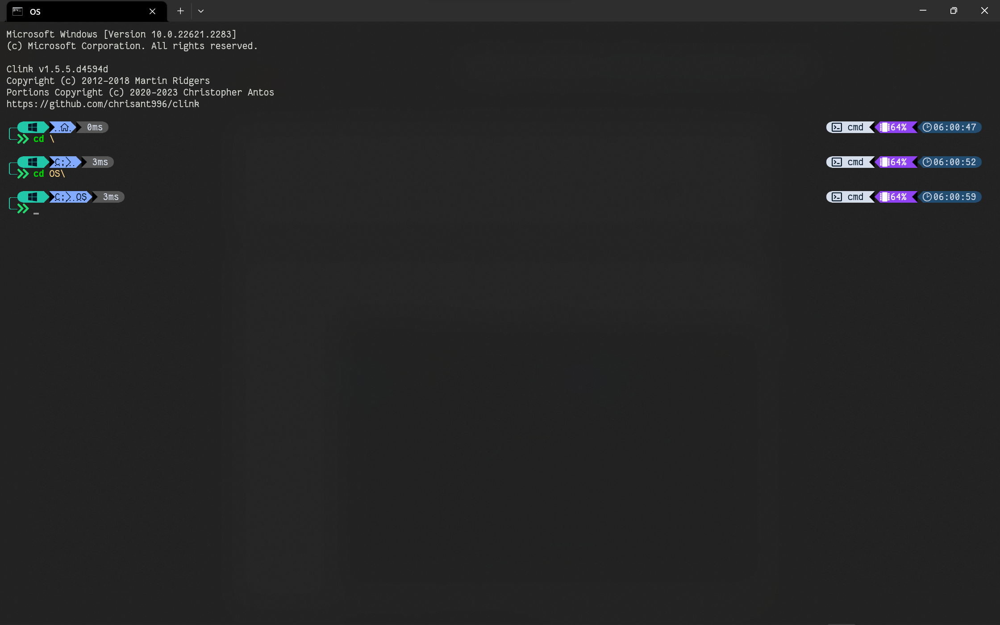 OS
Microsoft Windows [Version 10.0.22621.2283]
(c) Microsoft Corporation. All rights reserved.
Clink v1.5.5.d4594d
Copyright (c) 2012-2018 Martin Ridgers
Portions Copyright (c) 2020-2023 Christopher Antos
https://github.com/chrisant996/clink
0ms cmd 64% 06:00:47
cd \
C: 3ms cmd 64% 06:00:52
cd OS\
C: OS 3ms cmd 64% 06:00:59